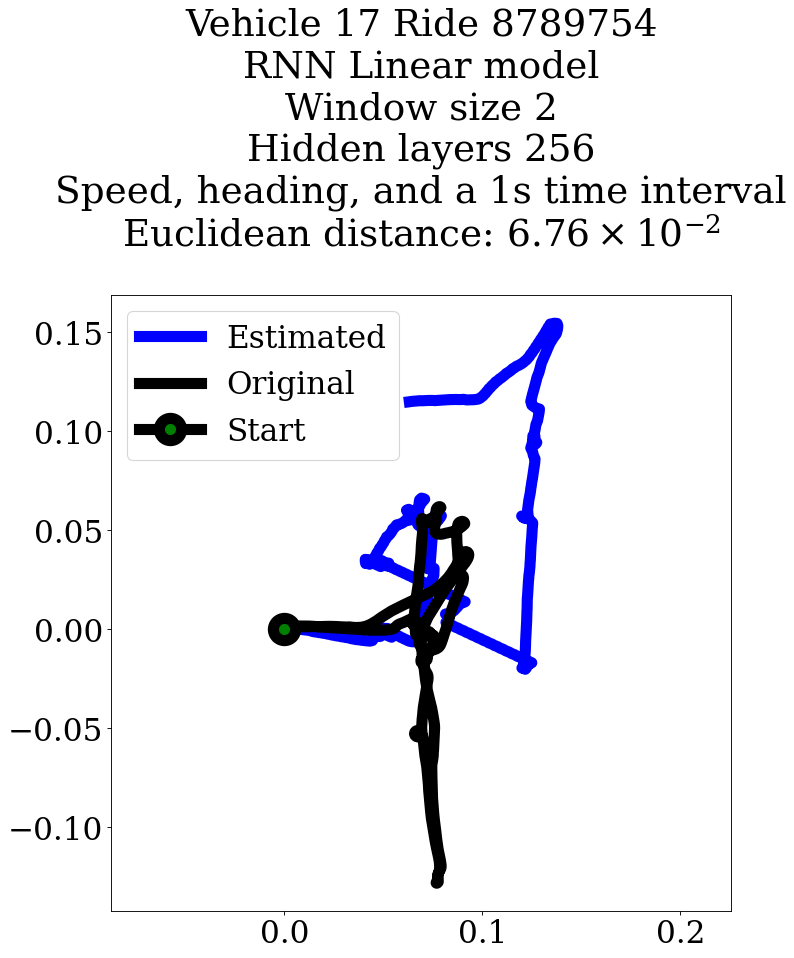 Vehicle 17 Ride 8789754
RNN Linear model
Window size 2
Hidden layers 256
Speed, heading, and a 1s time interval
Euclidean distance: 6.76 × 10⁻²
Estimated
Original
Start
0.15
0.10
0.05
0.00
−0.05
−0.10
0.0 0.1 0.2